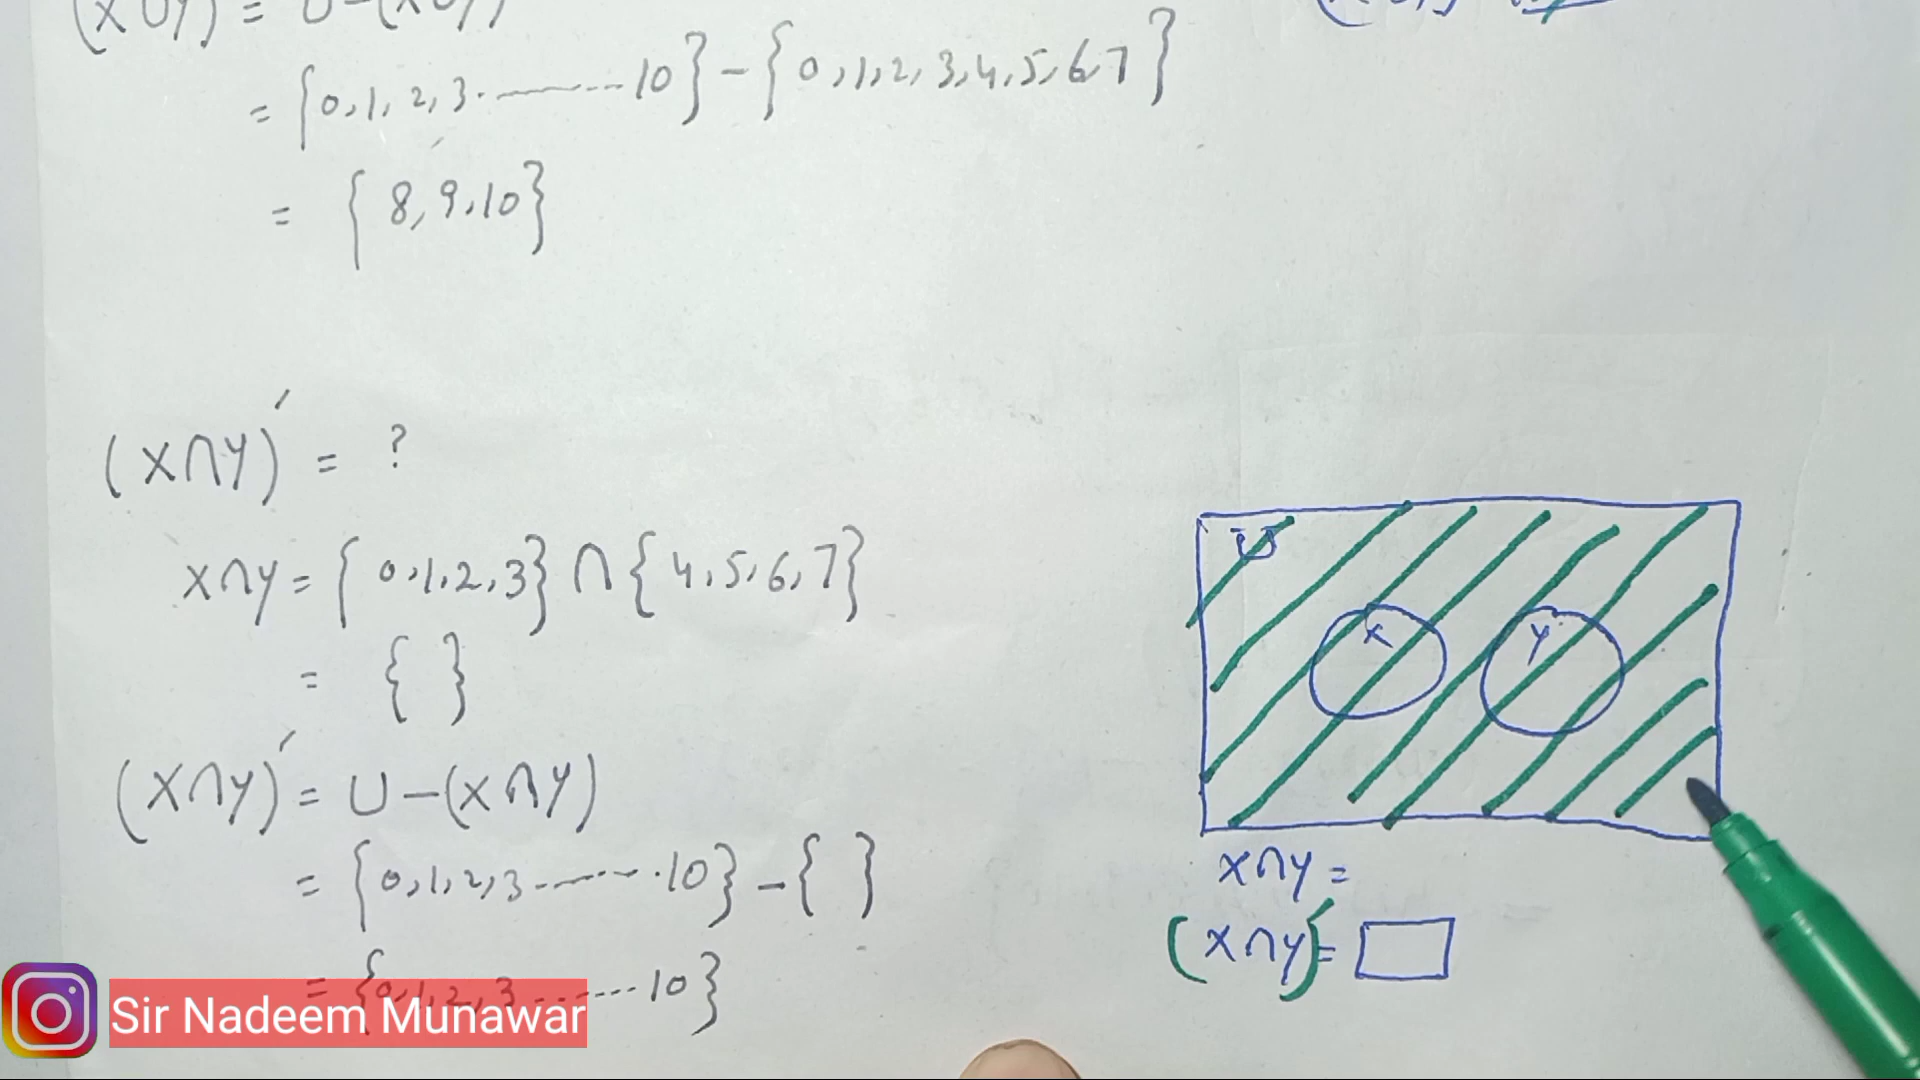 (X∪Y)' = U-(X∪Y)
= {0,1,2,3.------10}-{0,1,2,3,4,5,6,7}
= {8,9,10}
(X∩Y)' = ?
X∩Y= {0,1,2,3}∩{4,5,6,7}
= { }
(X∩Y)' = U-(X∩Y)
= {0,1,2,3------.10}-{ }
= {0,1,2,3------10}
U
X
Y
X∩Y=
(X∩Y)'=
Sir Nadeem Munawar